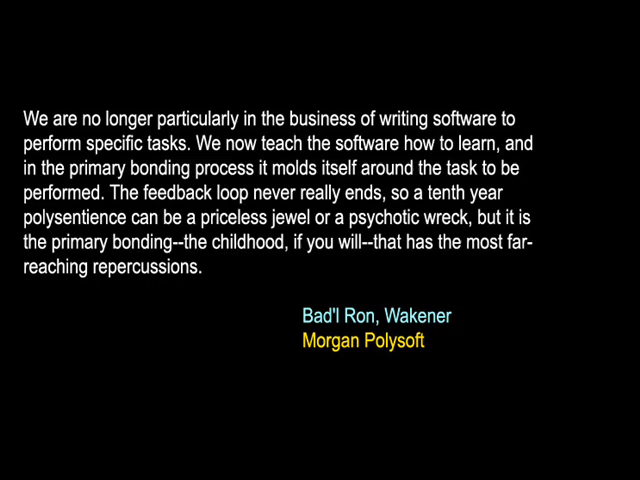 We are no longer particularly in the business of writing software to
perform specific tasks. We now teach the software how to learn, and
in the primary bonding process it molds itself around the task to be
performed. The feedback loop never really ends, so a tenth year
polysentience can be a priceless jewel or a psychotic wreck, but it is
the primary bonding--the childhood, if you will--that has the most far-
reaching repercussions.
Bad'l Ron, Wakener
Morgan Polysoft